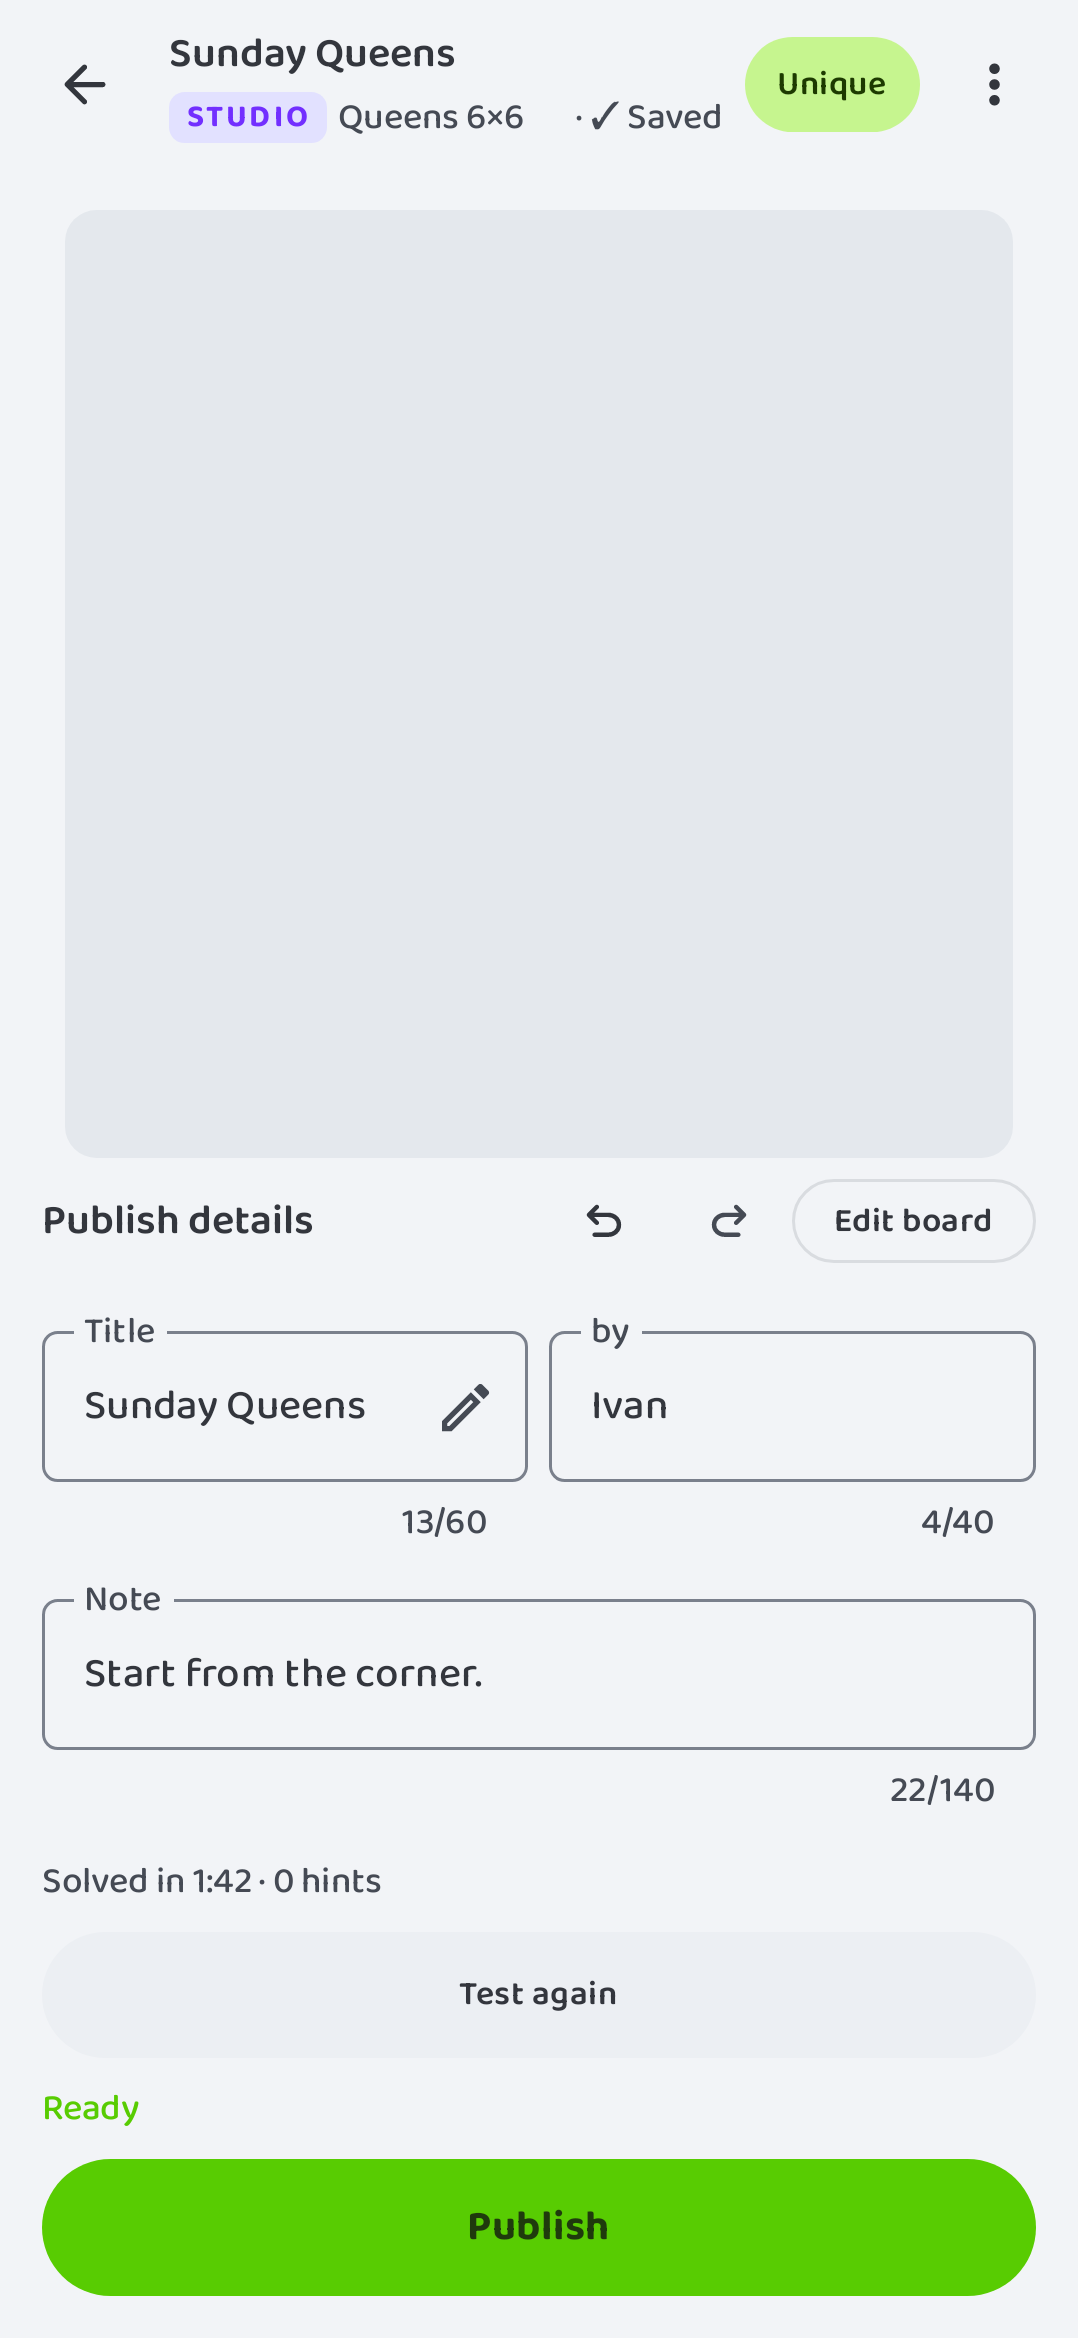 Sunday Queens
STUDIO Queens 6×6 · ✓ Saved
Unique
Publish details
Edit board
Title
Sunday Queens
13/60
by
Ivan
4/40
Note
Start from the corner.
22/140
Solved in 1:42 · 0 hints
Test again
Ready
Publish